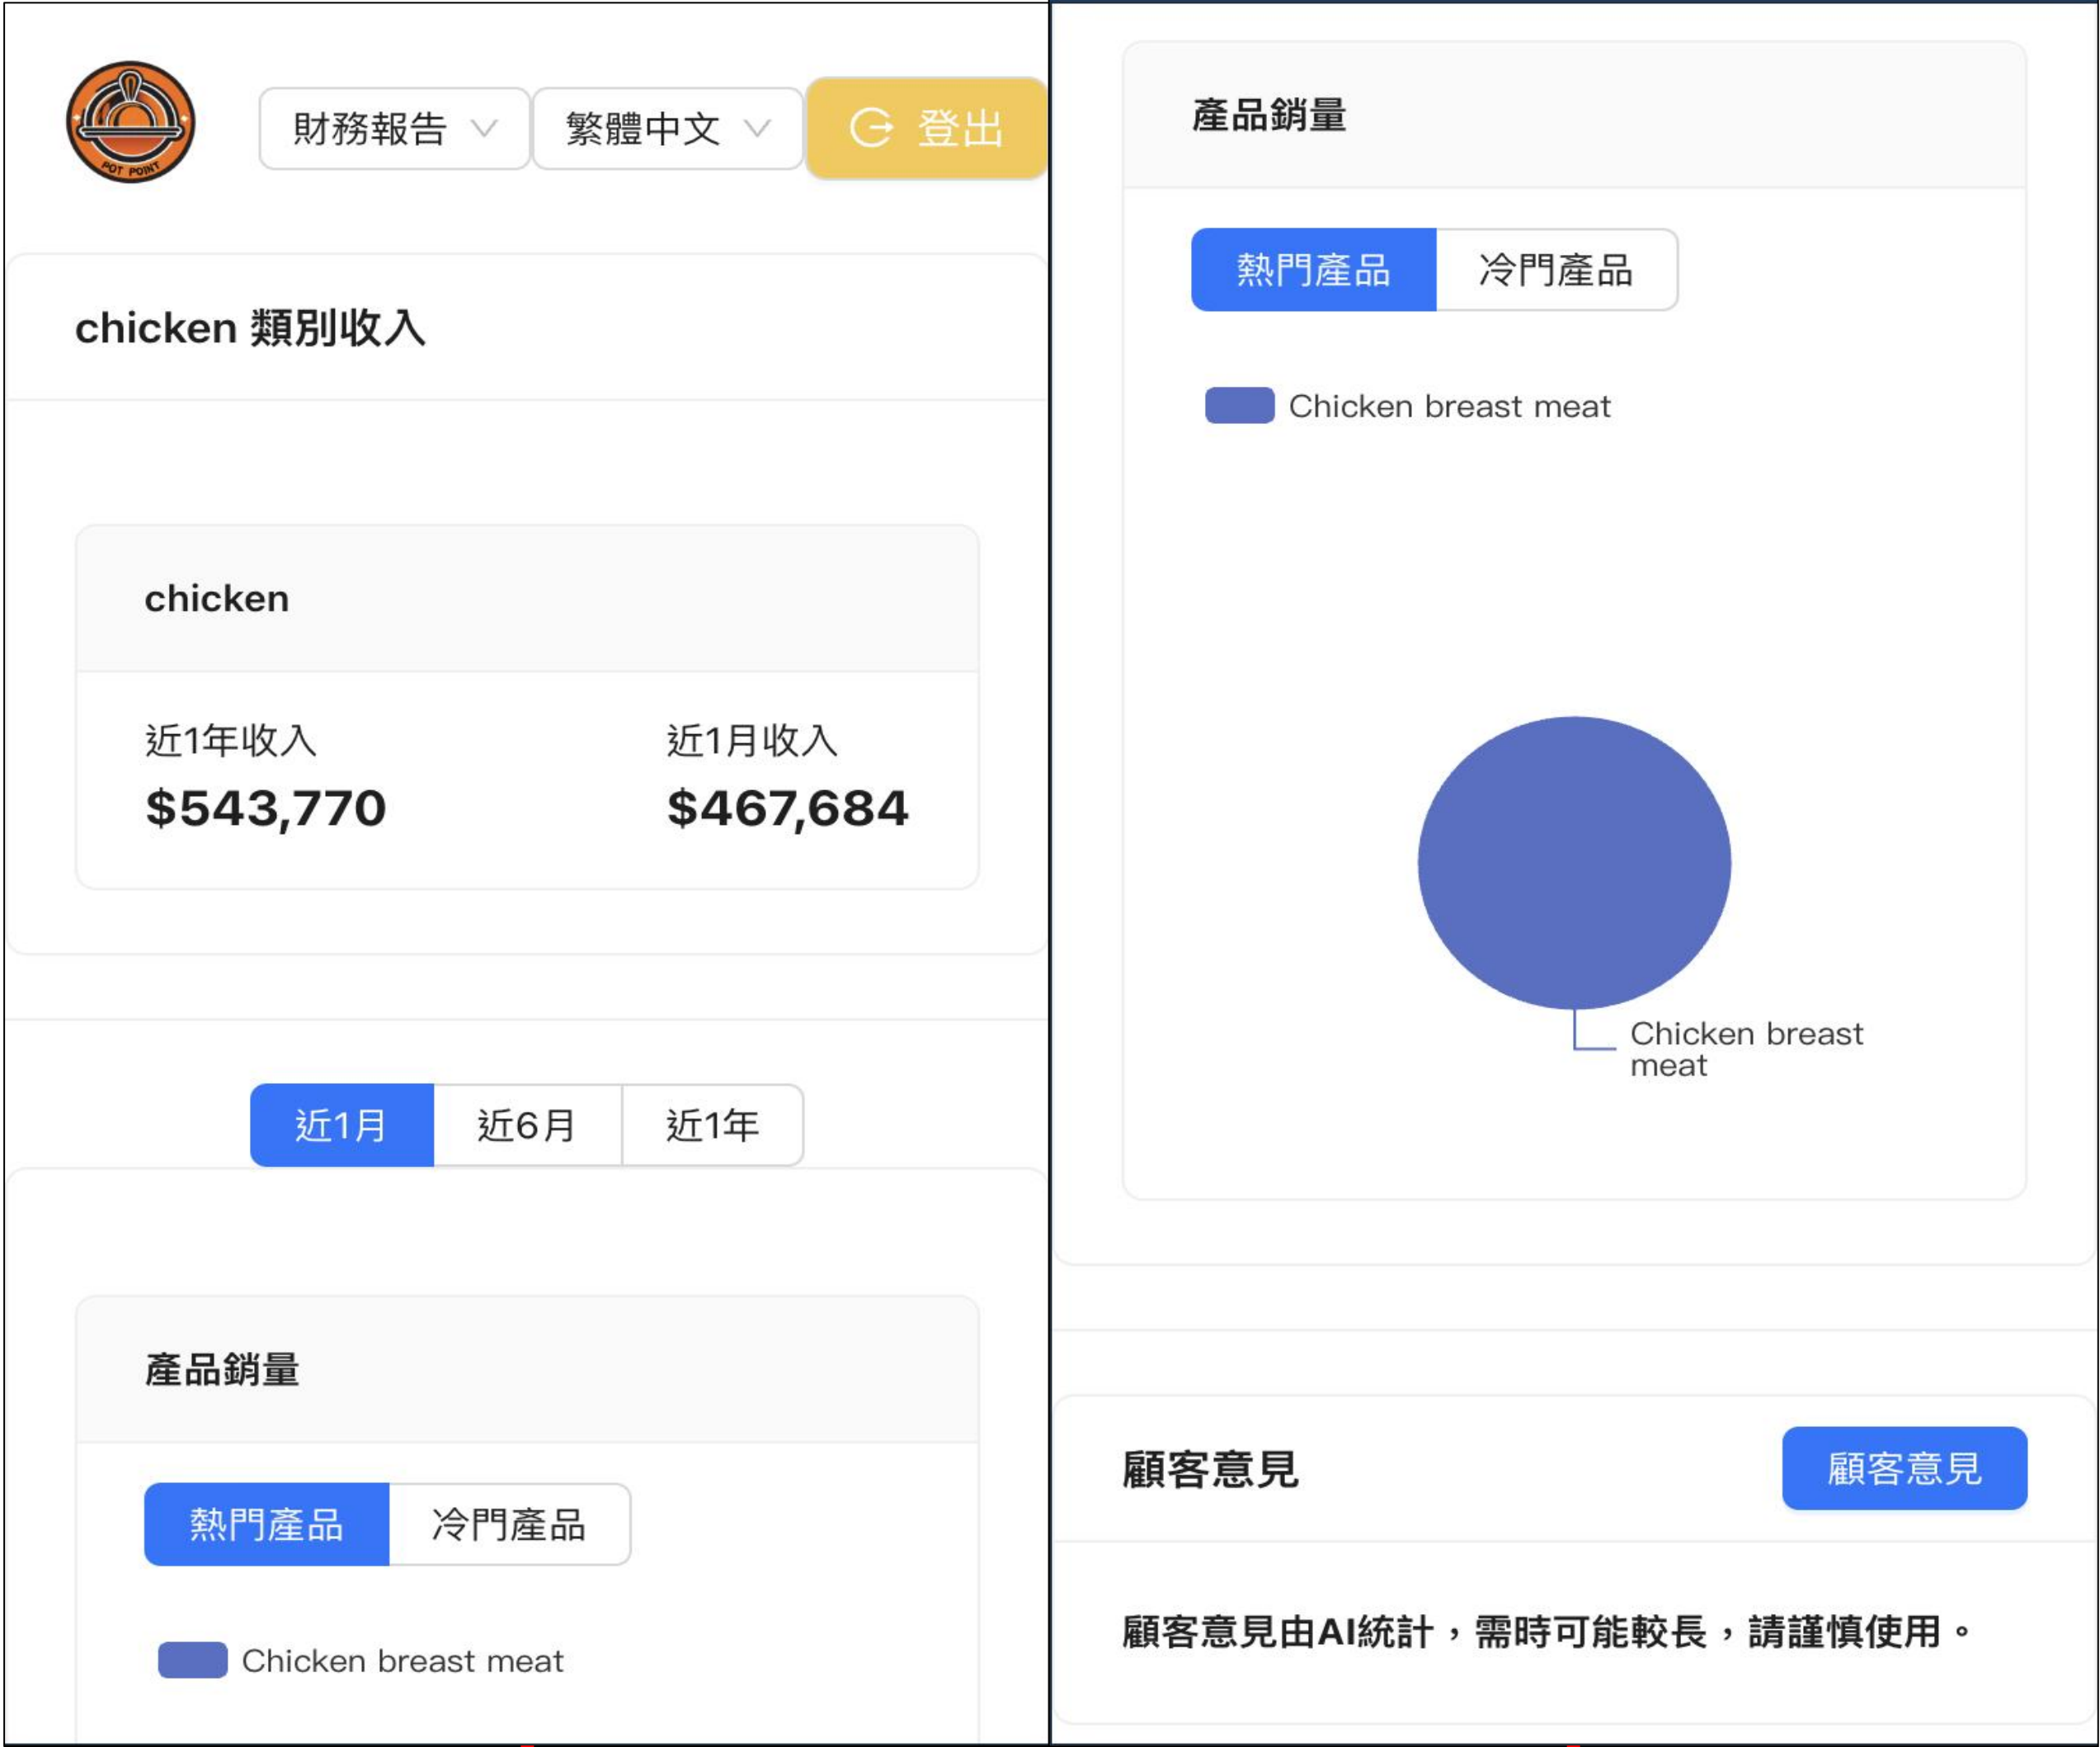 POT POINT
財務報告
繁體中文
登出
chicken 類別收入
chicken
近1年收入
近1月收入
$543,770
$467,684
近1月
近6月
近1年
產品銷量
熱門產品
冷門產品
Chicken breast meat
產品銷量
熱門產品
冷門產品
Chicken breast meat
Chicken breast
meat
顧客意見
顧客意見
顧客意見由AI統計，需時可能較長，請謹慎使用。